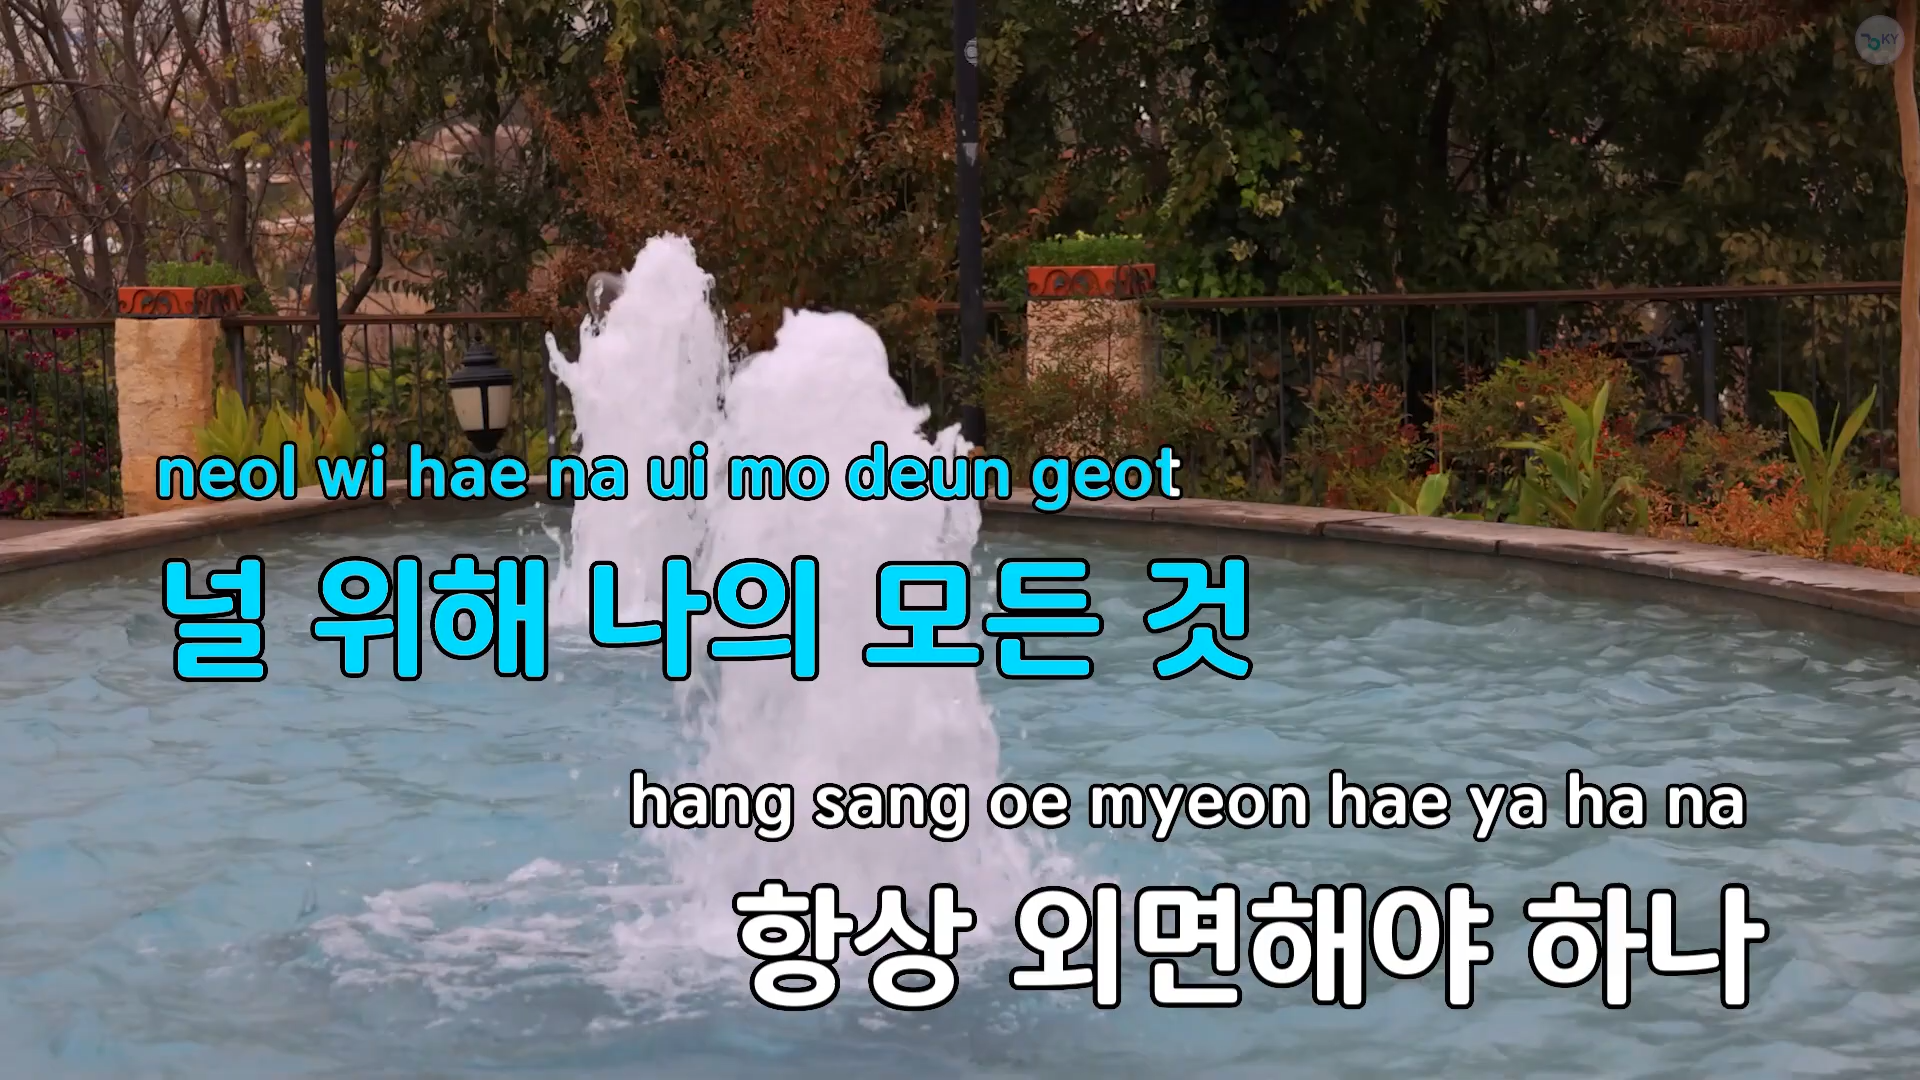 KY
neol wi hae na ui mo deun geot
널 위해 나의 모든 것
hang sang oe myeon hae ya ha na
항상 외면해야 하나